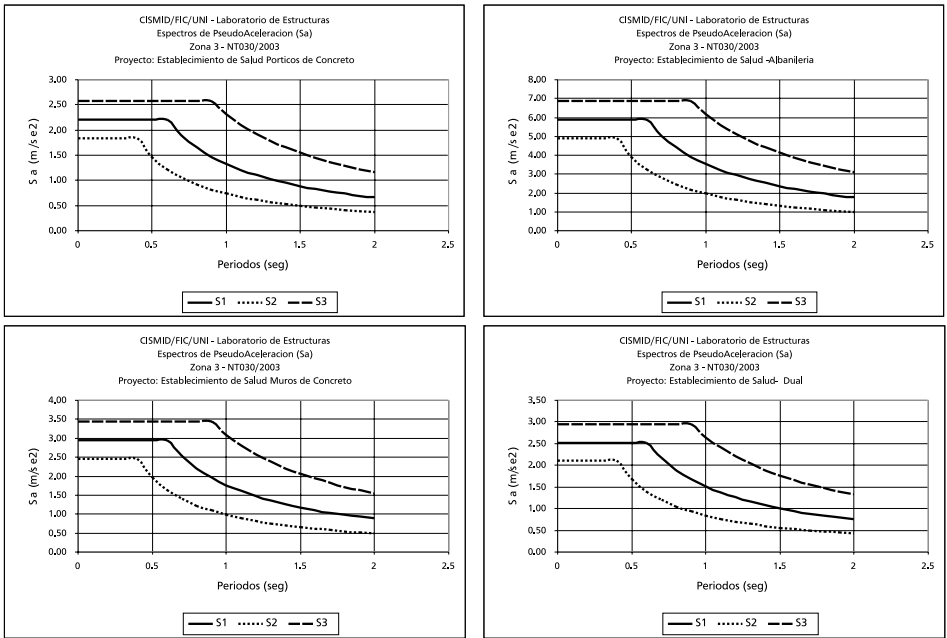 CISMID/FIC/UNI - Laboratorio de Estructuras
Espectros de PseudoAceleracion (Sa)
Zona 3 - NT030/2003
Proyecto: Establecimiento de Salud Porticos de Concreto
Sa (m/se2)
3.00
2.50
2.00
1.50
1.00
0.50
0.00
0 0.5 1 1.5 2 2.5
Periodos (seg)
S1 S2 S3
CISMID/FIC/UNI - Laboratorio de Estructuras
Espectros de PseudoAceleracion (Sa)
Zona 3 - NT030/2003
Proyecto: Establecimiento de Salud -Albanileria
Sa (m/se2)
8.00
7.00
6.00
5.00
4.00
3.00
2.00
1.00
0.00
0 0.5 1 1.5 2 2.5
Periodos (seg)
S1 S2 S3
CISMID/FIC/UNI - Laboratorio de Estructuras
Espectros de PseudoAceleracion (Sa)
Zona 3 - NT030/2003
Proyecto: Establecimiento de Salud Muros de Concreto
Sa (m/se2)
4.00
3.50
3.00
2.50
2.00
1.50
1.00
0.50
0.00
0 0.5 1 1.5 2 2.5
Periodos (seg)
S1 S2 S3
CISMID/FIC/UNI - Laboratorio de Estructuras
Espectros de PseudoAceleracion (Sa)
Zona 3 - NT030/2003
Proyecto: Establecimiento de Salud- Dual
Sa (m/se2)
3.50
3.00
2.50
2.00
1.50
1.00
0.50
0.00
0 0.5 1 1.5 2 2.5
Periodos (seg)
S1 S2 S3